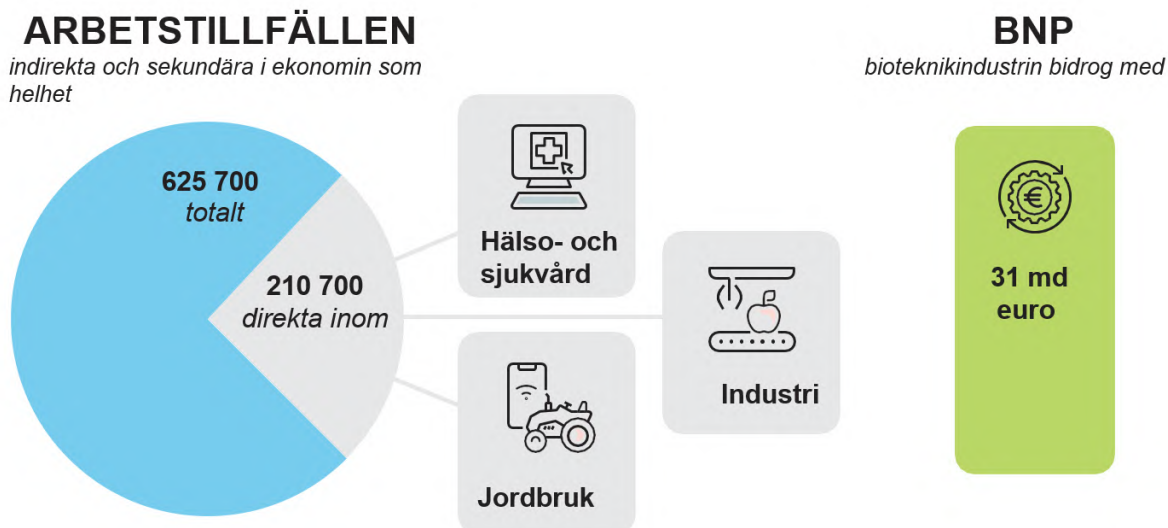 ARBETSTILLFÄLLEN
indirekta och sekundära i ekonomin som
helhet
625 700
totalt
210 700
direkta inom
Hälso- och
sjukvård
Industri
Jordbruk
BNP
bioteknikindustrin bidrog med
€
31 md
euro